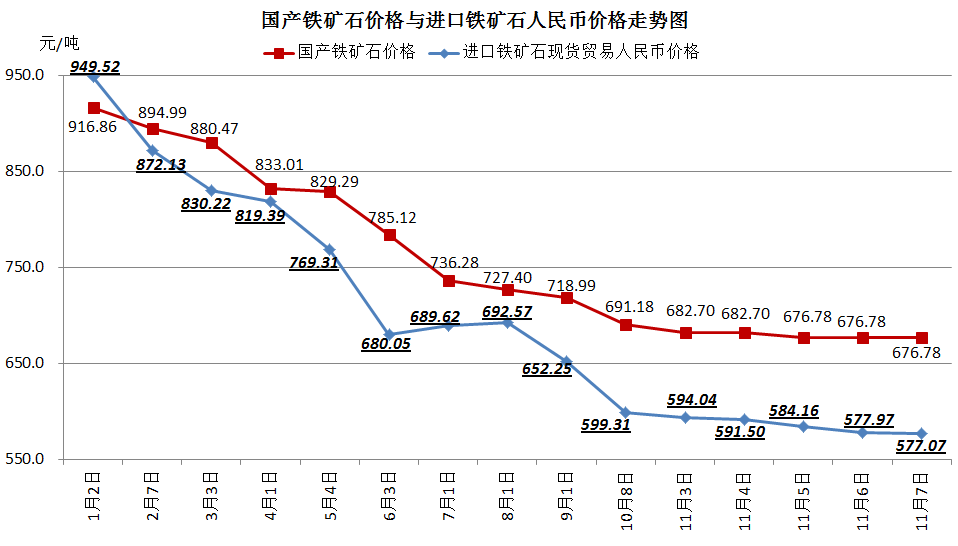 国产铁矿石价格与进口铁矿石人民币价格走势图
元/吨
国产铁矿石价格 进口铁矿石现货贸易人民币价格
950.0
850.0
750.0
650.0
550.0
916.86 894.99 880.47 833.01 829.29 785.12 736.28 727.40 718.99 691.18 682.70 682.70 676.78 676.78 676.78
949.52 872.13 830.22 819.39 769.31 680.05 689.62 692.57 652.25 599.31 594.04 591.50 584.16 577.97 577.07
1月2日 2月7日 3月3日 4月1日 5月4日 6月3日 7月1日 8月1日 9月1日 10月8日 11月3日 11月4日 11月5日 11月6日 11月7日